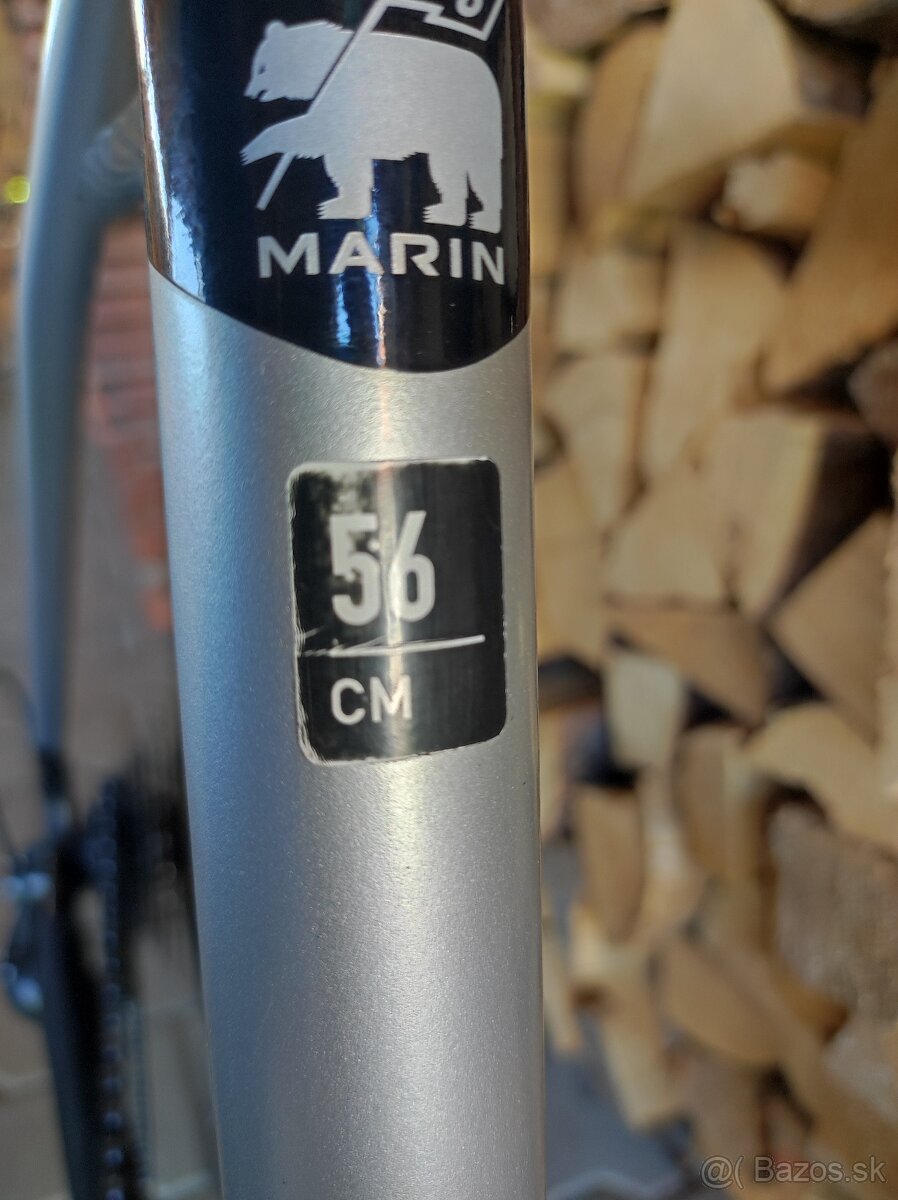 MARIN
56
CM
@( Bazos.sk